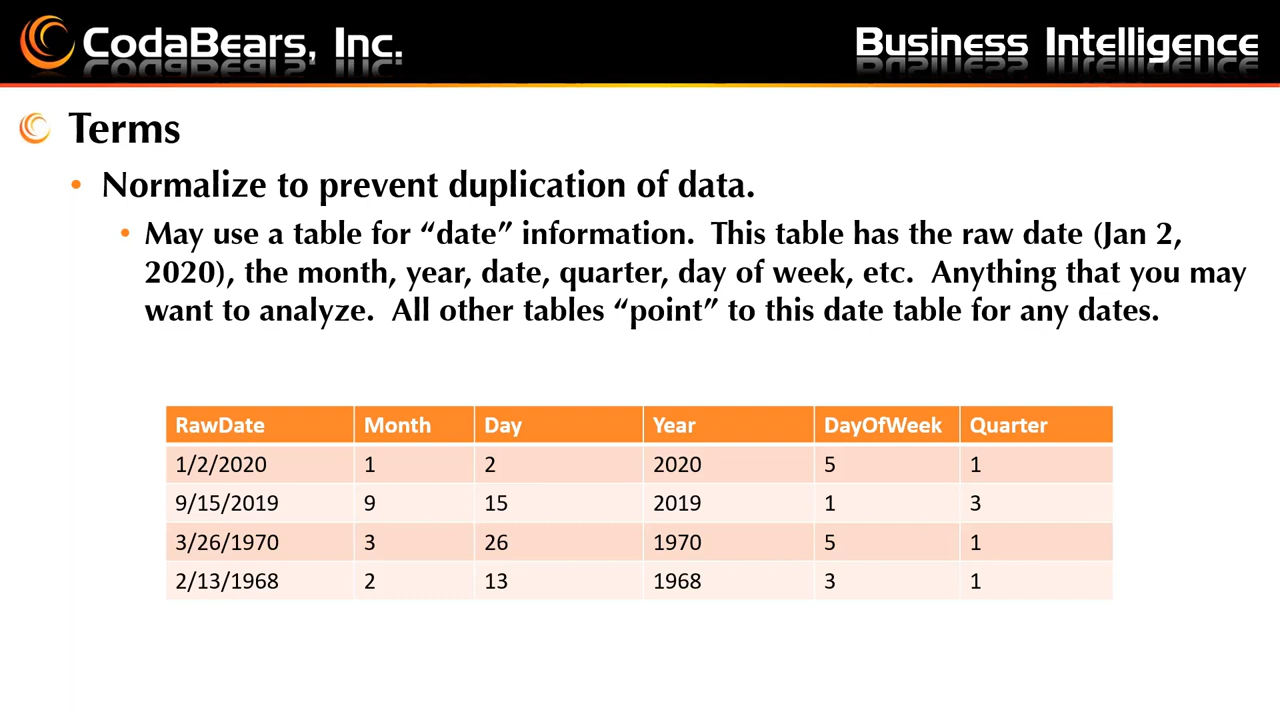 CodaBears, Inc.
Business Intelligence
Terms
• Normalize to prevent duplication of data.
• May use a table for “date” information. This table has the raw date (Jan 2,
2020), the month, year, date, quarter, day of week, etc. Anything that you may
want to analyze. All other tables “point” to this date table for any dates.
RawDate Month Day Year DayOfWeek Quarter
1/2/2020 1 2 2020 5 1
9/15/2019 9 15 2019 1 3
3/26/1970 3 26 1970 5 1
2/13/1968 2 13 1968 3 1